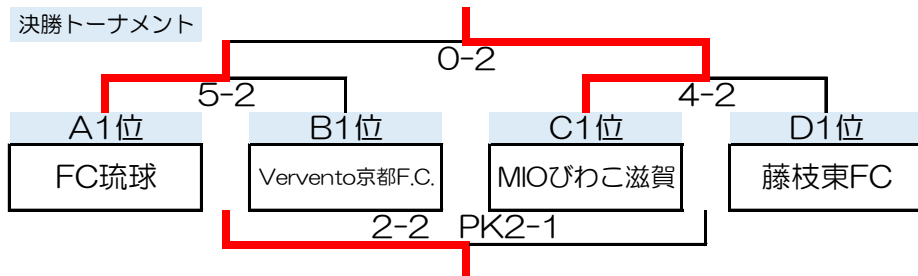 決勝トーナメント
0-2
5-2
4-2
A1位
B1位
C1位
D1位
FC琉球
Vervento京都F.C.
MIOびわこ滋賀
藤枝東FC
2-2 PK2-1